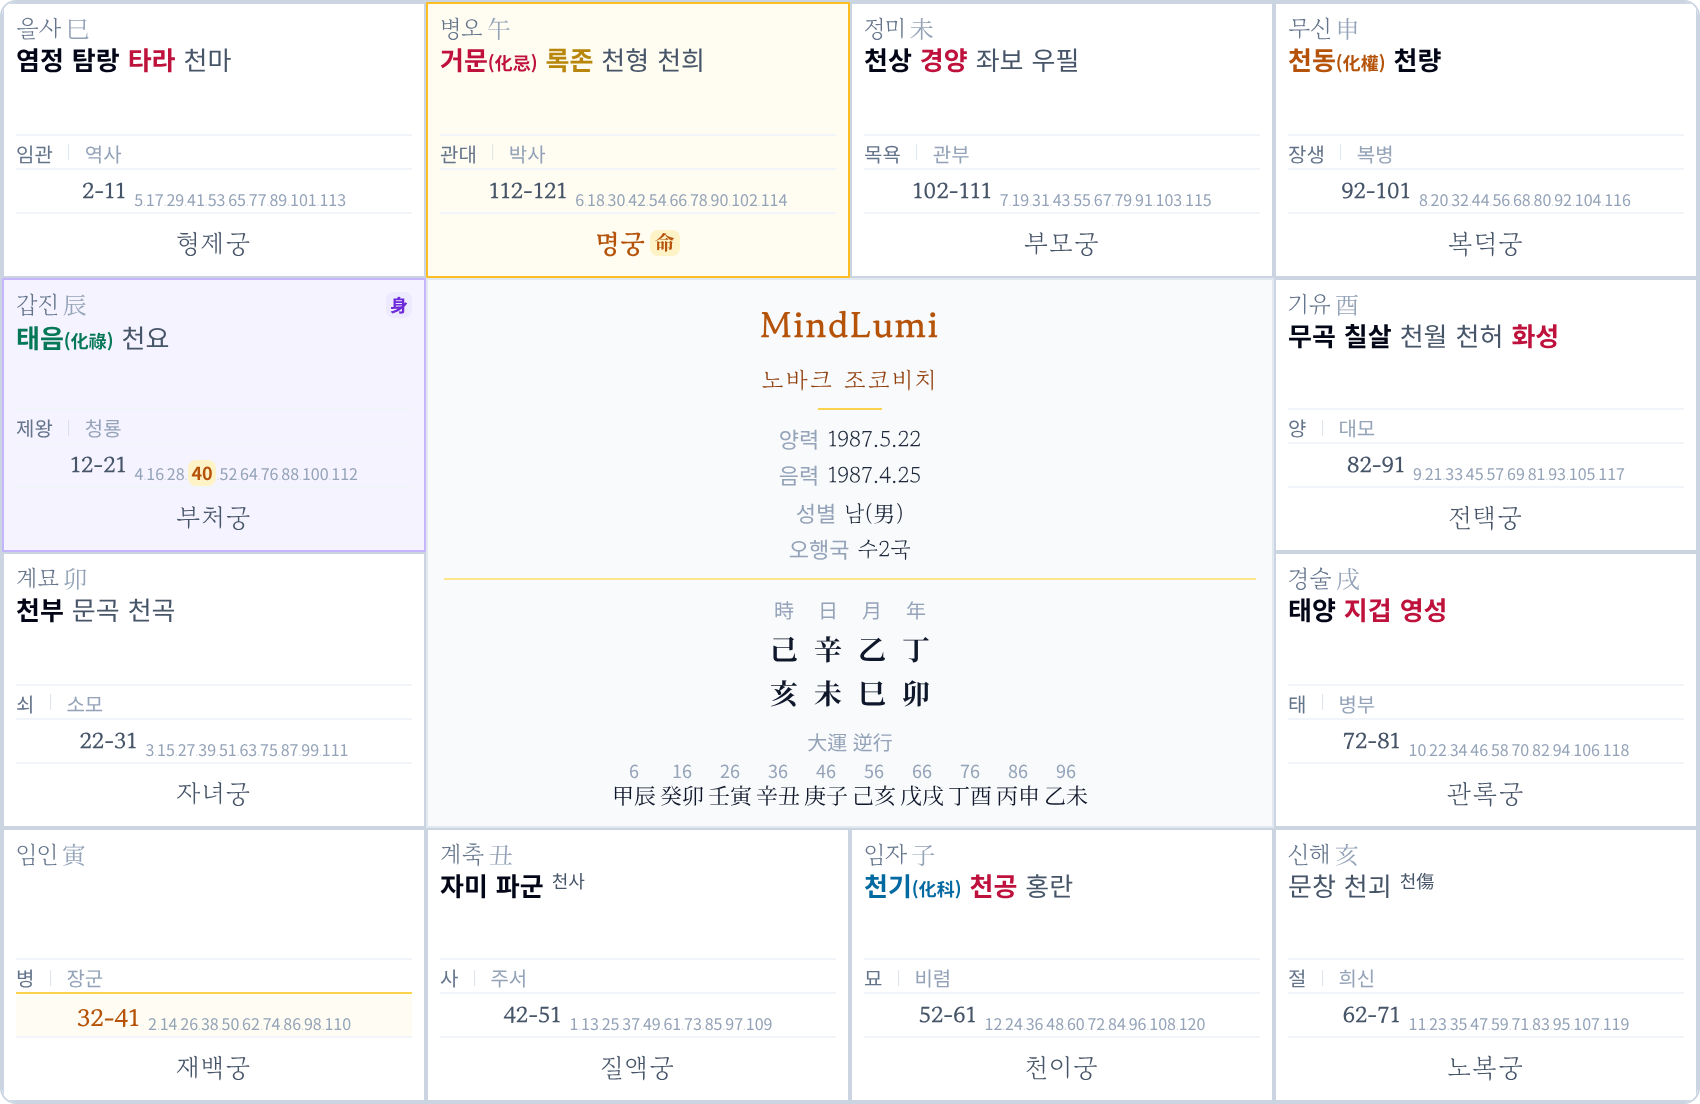 을사 巳
염정 탐랑 타라 천마
임관 역사
2-11 5 17 29 41 53 65 77 89 101 113
형제궁
병오 午
거문(化忌) 록존 천형 천희
관대 박사
112-121 6 18 30 42 54 66 78 90 102 114
명궁 命
정미 未
천상 경양 좌보 우필
목욕 관부
102-111 7 19 31 43 55 67 79 91 103 115
부모궁
무신 申
천동(化權) 천량
장생 복병
92-101 8 20 32 44 56 68 80 92 104 116
복덕궁
갑진 辰 身
태음(化祿) 천요
제왕 청룡
12-21 4 16 28 40 52 64 76 88 100 112
부처궁
MindLumi
노바크 조코비치
양력 1987.5.22
음력 1987.4.25
성별 남(男)
오행국 수2국
時 日 月 年
己 辛 乙 丁
亥 未 巳 卯
大運 逆行
6 16 26 36 46 56 66 76 86 96
甲辰 癸卯 壬寅 辛丑 庚子 己亥 戊戌 丁酉 丙申 乙未
기유 酉
무곡 칠살 천월 천허 화성
양 대모
82-91 9 21 33 45 57 69 81 93 105 117
전택궁
계묘 卯
천부 문곡 천곡
쇠 소모
22-31 3 15 27 39 51 63 75 87 99 111
자녀궁
경술 戌
태양 지겁 영성
태 병부
72-81 10 22 34 46 58 70 82 94 106 118
관록궁
임인 寅
병 장군
32-41 2 14 26 38 50 62 74 86 98 110
재백궁
계축 丑
자미 파군 천사
사 주서
42-51 1 13 25 37 49 61 73 85 97 109
질액궁
임자 子
천기(化科) 천공 홍란
묘 비렴
52-61 12 24 36 48 60 72 84 96 108 120
천이궁
신해 亥
문창 천괴 천傷
절 희신
62-71 11 23 35 47 59 71 83 95 107 119
노복궁